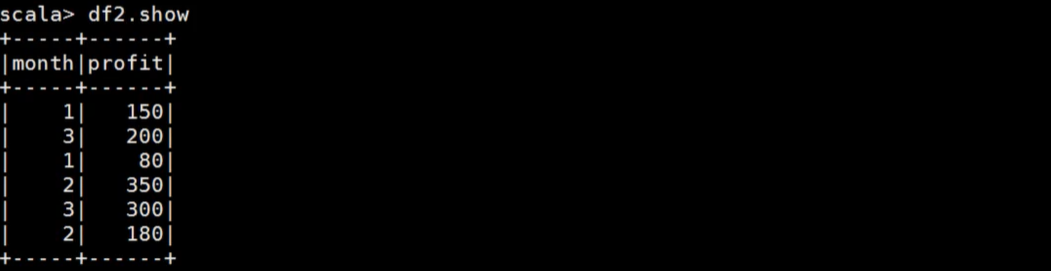 scala> df2.show
+-----+------+
|month|profit|
+-----+------+
|    1|   150|
|    3|   200|
|    1|    80|
|    2|   350|
|    3|   300|
|    2|   180|
+-----+------+